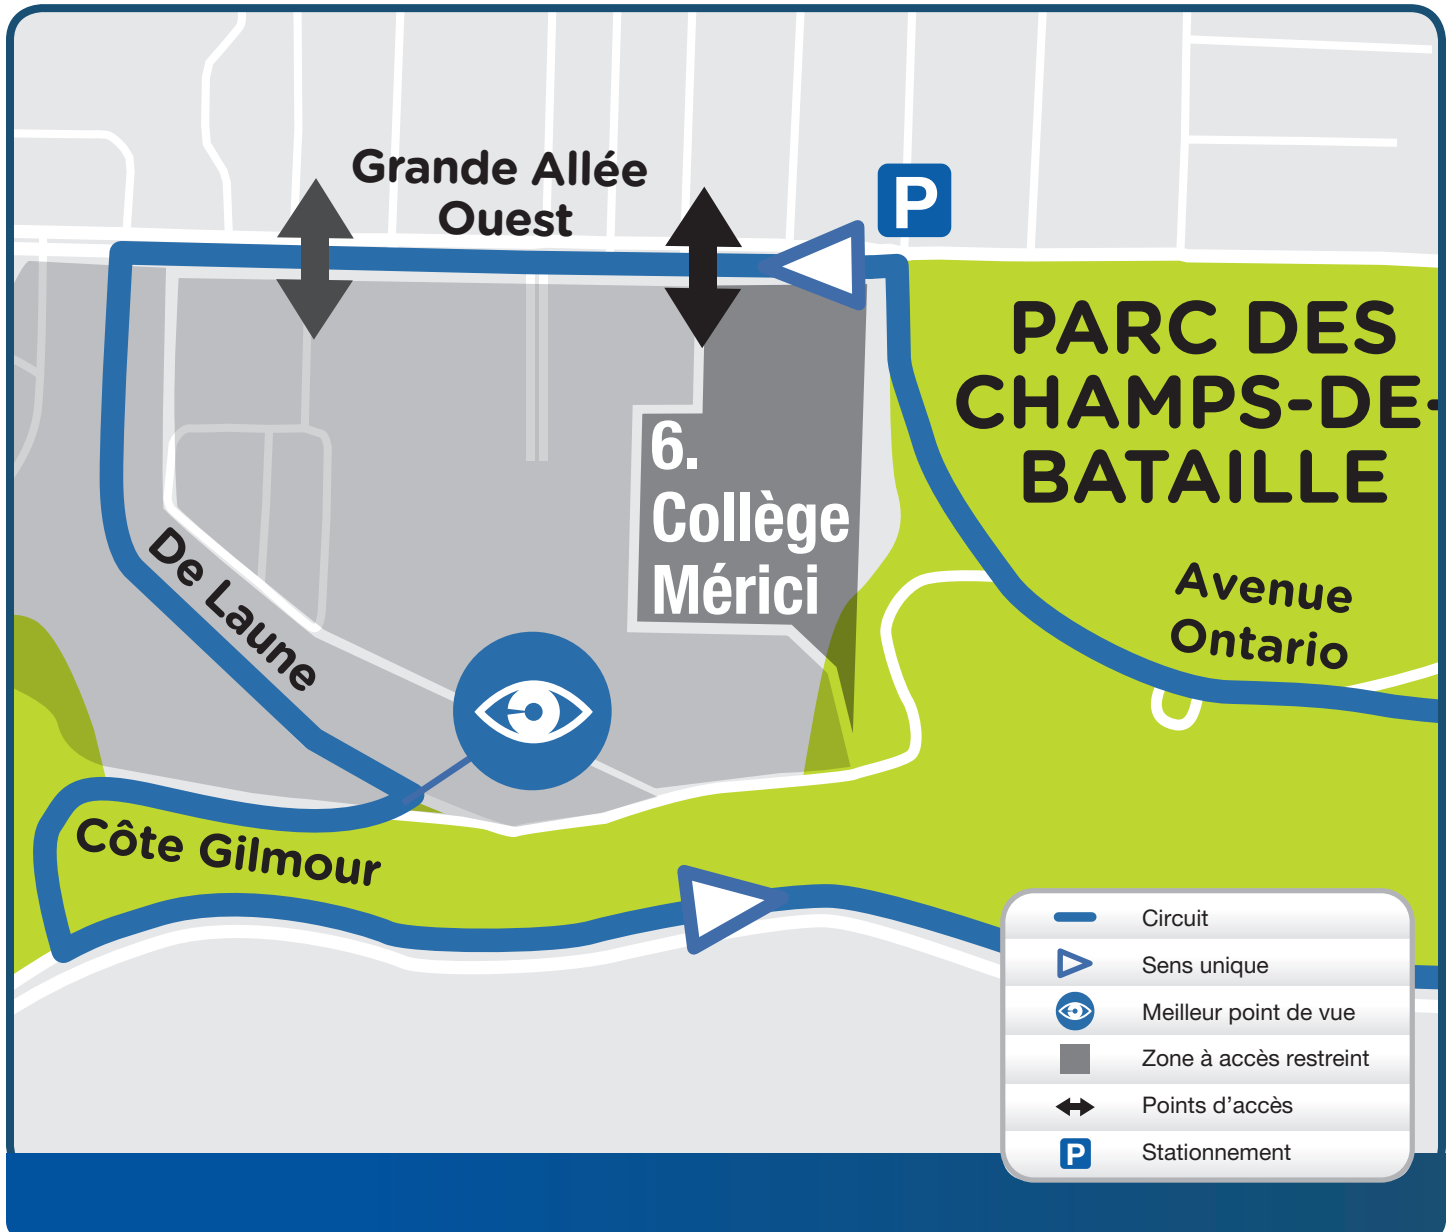 Grande Allée
Ouest
P
PARC DES
CHAMPS-DE-
BATAILLE
6.
Collège
Mérici
Avenue
Ontario
De Laune
Côte Gilmour
Circuit
Sens unique
Meilleur point de vue
Zone à accès restreint
Points d’accès
P
Stationnement